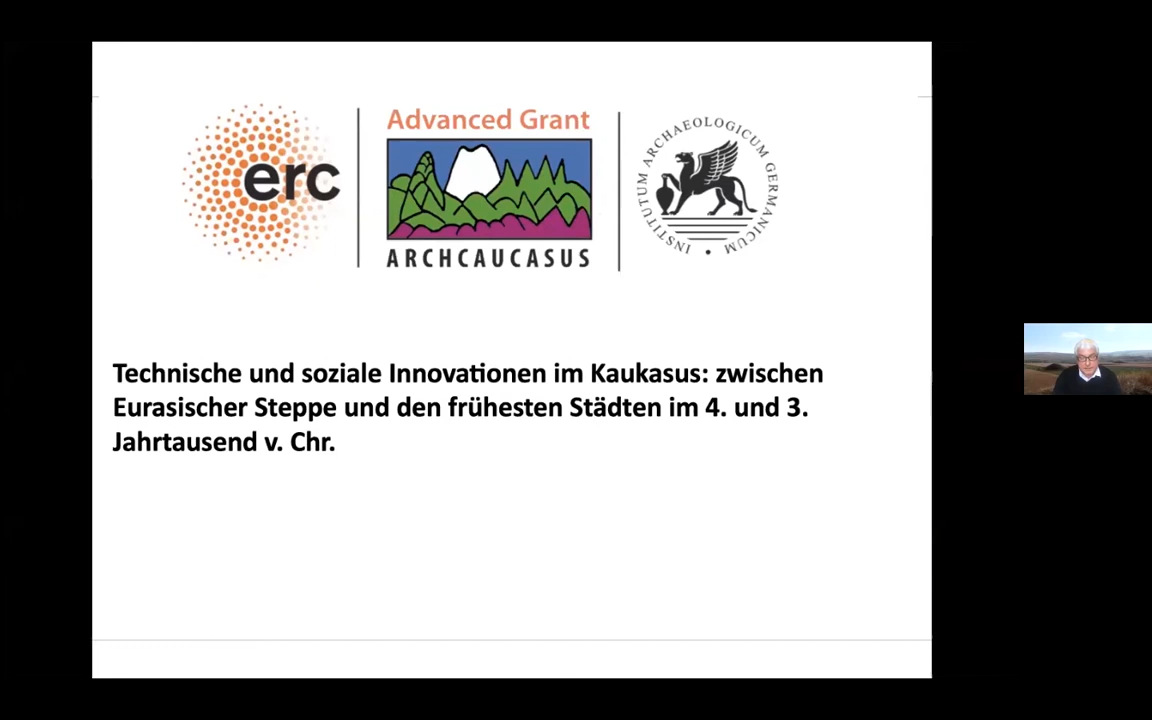 erc
Advanced Grant
ARCHCAUCASUS
INSTITUTUM ARCHAEOLOGICUM GERMANICUM
Technische und soziale Innovationen im Kaukasus: zwischen
Eurasischer Steppe und den frühesten Städten im 4. und 3.
Jahrtausend v. Chr.